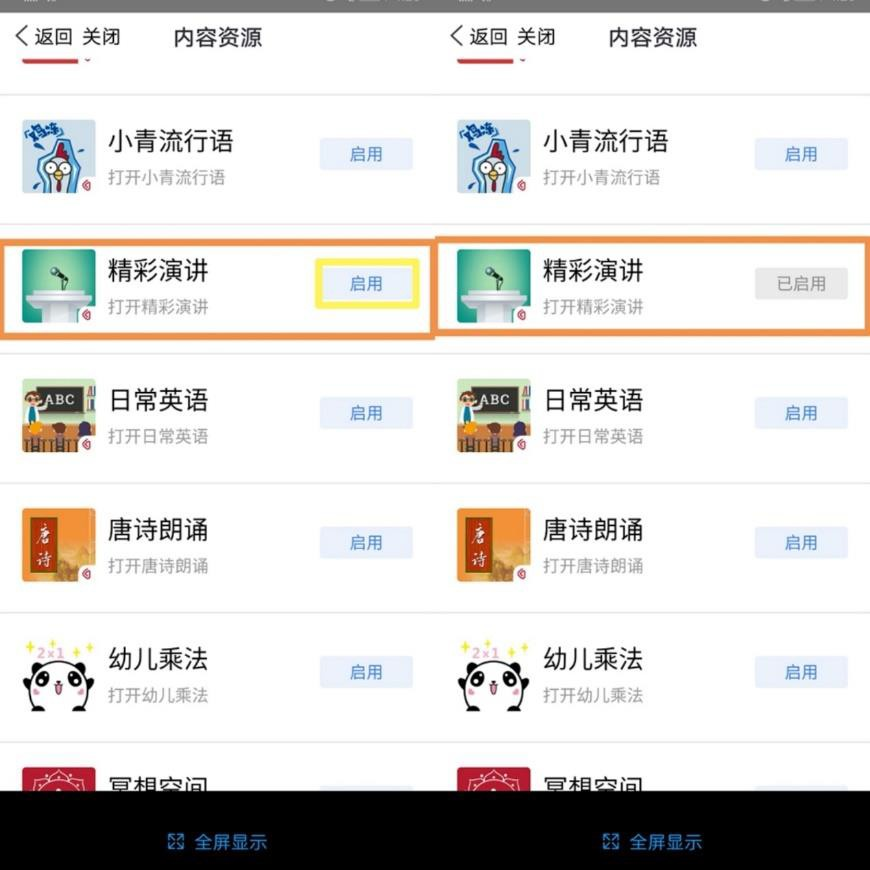 返回 关闭 内容资源
鸡冻
小青流行语
打开小青流行语
启用
精彩演讲
打开精彩演讲
启用
ABC
日常英语
打开日常英语
启用
唐诗
唐诗朗诵
打开唐诗朗诵
启用
2×1
幼儿乘法
打开幼儿乘法
启用
冥想空间
全屏显示
返回 关闭 内容资源
鸡冻
小青流行语
打开小青流行语
启用
精彩演讲
打开精彩演讲
已启用
ABC
日常英语
打开日常英语
启用
唐诗
唐诗朗诵
打开唐诗朗诵
启用
2×1
幼儿乘法
打开幼儿乘法
启用
冥想空间
全屏显示